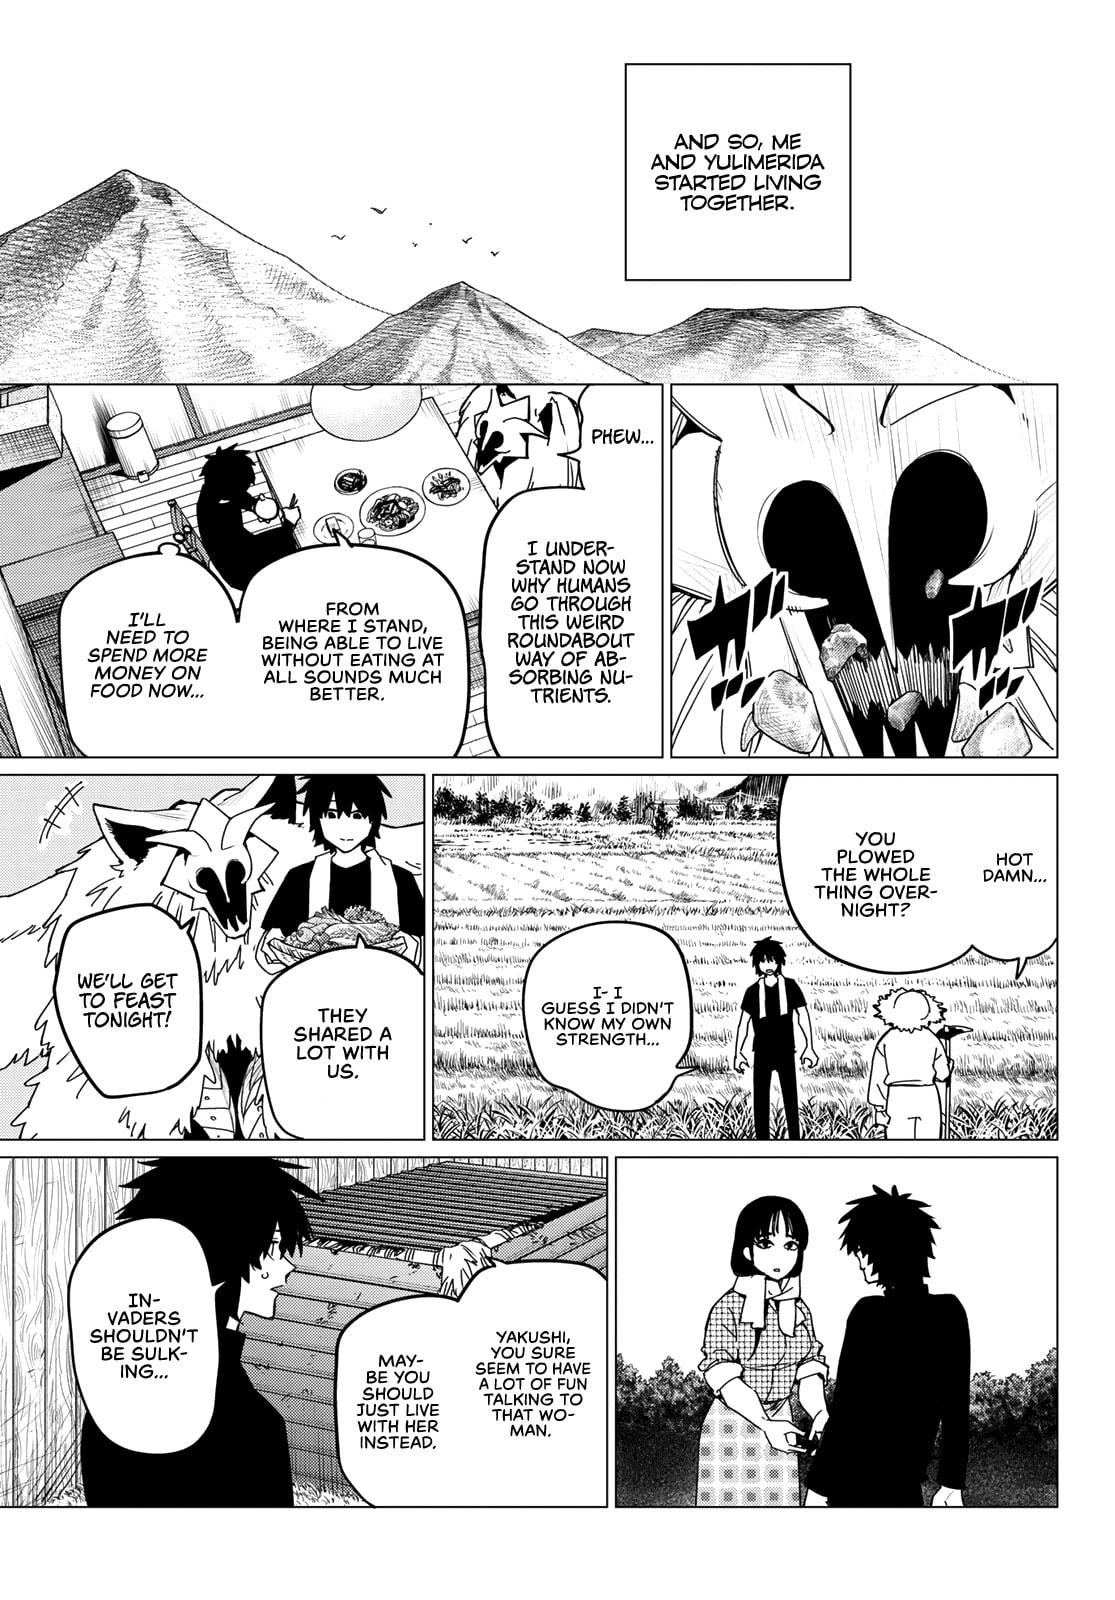 AND SO, ME
AND YULIMERIDA
STARTED LIVING
TOGETHER.
ガッ
ガッ
PHEW...
I UNDER-
STAND NOW
WHY HUMANS
GO THROUGH
THIS WEIRD
ROUNDABOUT
WAY OF AB-
SORBING NU-
TRIENTS.
FROM
WHERE I STAND,
BEING ABLE TO LIVE
WITHOUT EATING AT
ALL SOUNDS MUCH
BETTER.
I'LL
NEED TO
SPEND MORE
MONEY ON
FOOD NOW...
HOT
DAMN...
YOU
PLOWED
THE WHOLE
THING OVER-
NIGHT?
I- I
GUESS I DIDN'T
KNOW MY OWN
STRENGTH...
THEY
SHARED A
LOT WITH
US.
WE'LL GET
TO FEAST
TONIGHT!
YAKUSHI,
YOU SURE
SEEM TO HAVE
A LOT OF FUN
TALKING TO
THAT WO-
MAN.
MAY-
BE YOU
SHOULD
JUST LIVE
WITH HER
INSTEAD.
IN-
VADERS
SHOULDN'T
BE SULK-
ING...